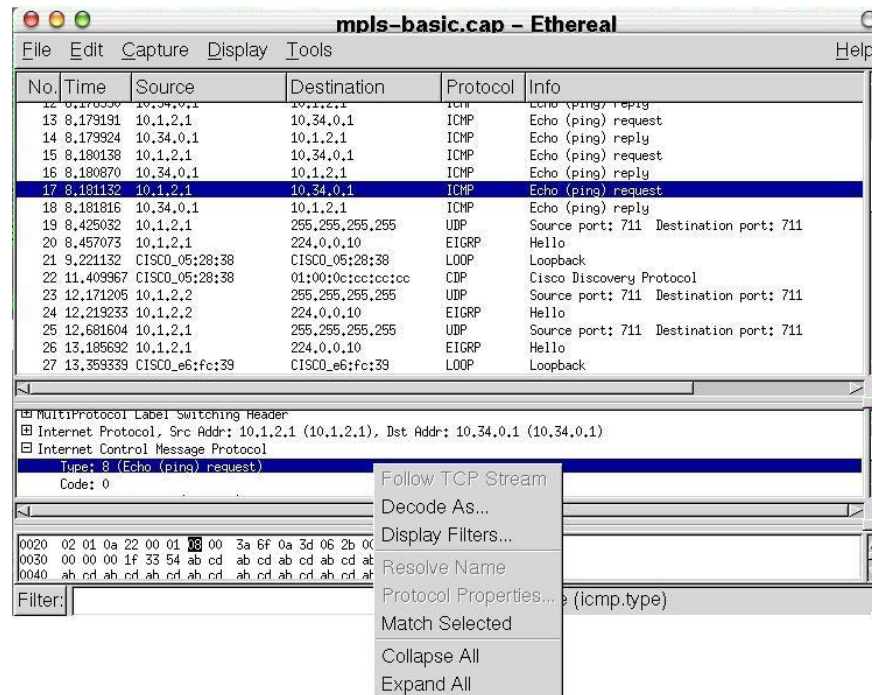 mpls-basic.cap – Ethereal
File Edit Capture Display Tools Help
No. Time Source Destination Protocol Info
12 8.178550 10.34.0.1 10.1.2.1 ICMP Echo (ping) reply
13 8.179191 10.1.2.1 10.34.0.1 ICMP Echo (ping) request
14 8.179924 10.34.0.1 10.1.2.1 ICMP Echo (ping) reply
15 8.180138 10.1.2.1 10.34.0.1 ICMP Echo (ping) request
16 8.180870 10.34.0.1 10.1.2.1 ICMP Echo (ping) reply
17 8.181132 10.1.2.1 10.34.0.1 ICMP Echo (ping) request
18 8.181816 10.34.0.1 10.1.2.1 ICMP Echo (ping) reply
19 8.425032 10.1.2.1 255.255.255.255 UDP Source port: 711 Destination port: 711
20 8.457073 10.1.2.1 224.0.0.10 EIGRP Hello
21 9.221132 CISCO_05:28:38 CISCO_05:28:38 LOOP Loopback
22 11.409967 CISCO_05:28:38 01:00:0c:cc:cc:cc CDP Cisco Discovery Protocol
23 12.171205 10.1.2.2 255.255.255.255 UDP Source port: 711 Destination port: 711
24 12.219233 10.1.2.2 224.0.0.10 EIGRP Hello
25 12.681604 10.1.2.1 255.255.255.255 UDP Source port: 711 Destination port: 711
26 13.185692 10.1.2.1 224.0.0.10 EIGRP Hello
27 13.359339 CISCO_e6:fc:39 CISCO_e6:fc:39 LOOP Loopback
MultiProtocol Label Switching Header
Internet Protocol, Src Addr: 10.1.2.1 (10.1.2.1), Dst Addr: 10.34.0.1 (10.34.0.1)
Internet Control Message Protocol
Type: 8 (Echo (ping) request)
Code: 0
Follow TCP Stream
Decode As...
Display Filters...
Resolve Name
Protocol Properties...
Match Selected
Collapse All
Expand All
0020 02 01 0a 22 00 01 08 00 3a 6f 0a 3d 06 2b
0030 00 00 00 1f 33 54 ab cd ab cd ab cd ab cd
0040 ab cd ab cd ab cd ab cd ab cd ab cd ab cd
Filter: (icmp.type)